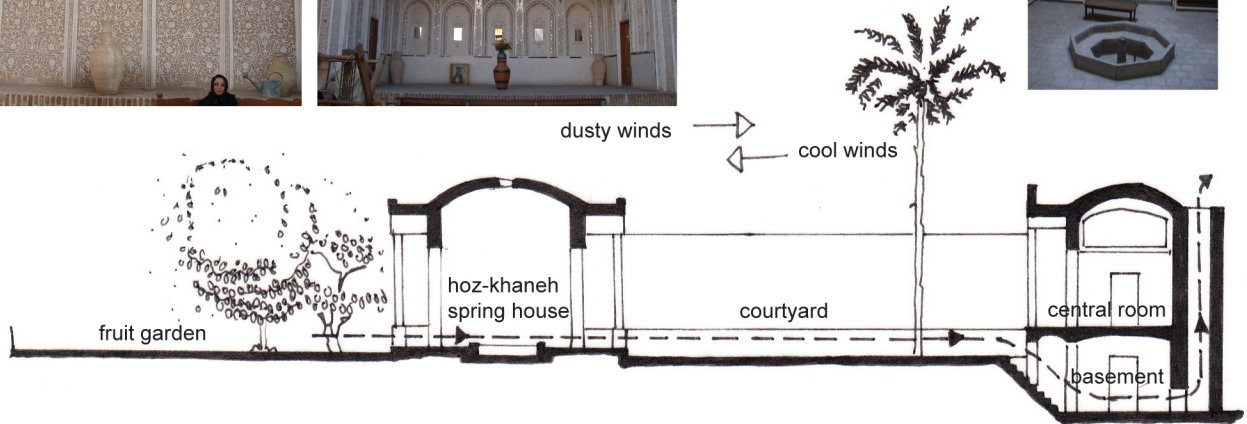 dusty winds
cool winds
hoz-khaneh
spring house
fruit garden
courtyard
central room
basement